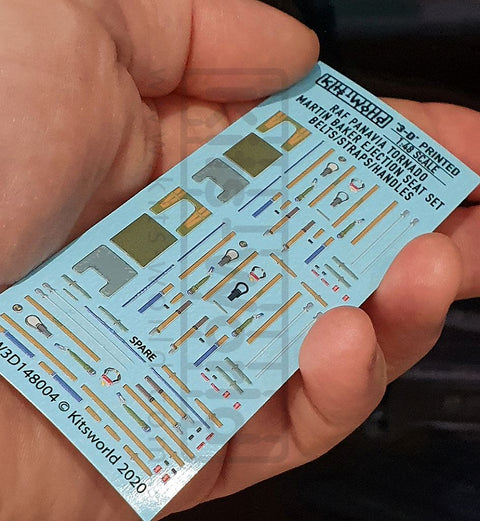 kitsworld
'3-D' PRINTED
1:48 SCALE
RAF PANAVIA TORNADO
MARTIN BAKER EJECTION SEAT SET
BELTS/STRAPS/HANDLES
SPARE
W3D148004 © Kitsworld 2020